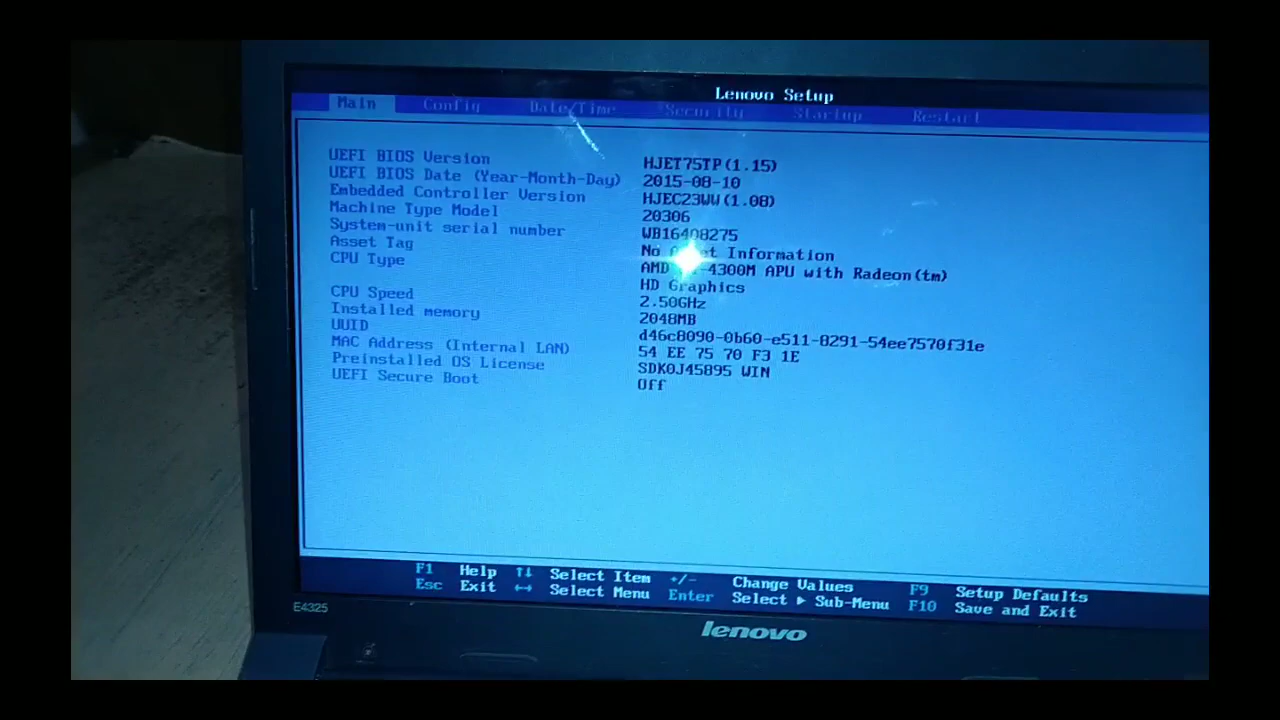 Lenovo Setup
Main Config Date/Time Security Startup Restart
UEFI BIOS Version HJET75TP(1.15)
UEFI BIOS Date (Year-Month-Day) 2015-08-10
Embedded Controller Version HJEC23WW(1.08)
Machine Type Model 20306
System-unit serial number WB16408275
Asset Tag No Information
CPU Type AMD -4300M APU with Radeon(tm)
HD Graphics
CPU Speed 2.50GHz
Installed memory 2048MB
UUID d46c8090-0b60-e511-8291-54ee7570f31e
MAC Address (Internal LAN) 54 EE 75 70 F3 1E
Preinstalled OS License SDK0J45895 WIN
UEFI Secure Boot Off
F1 Help ↑↓ Select Item +/- Change Values F9 Setup Defaults
Esc Exit ↔ Select Menu Enter Select ▶ Sub-Menu F10 Save and Exit
E4325
lenovo